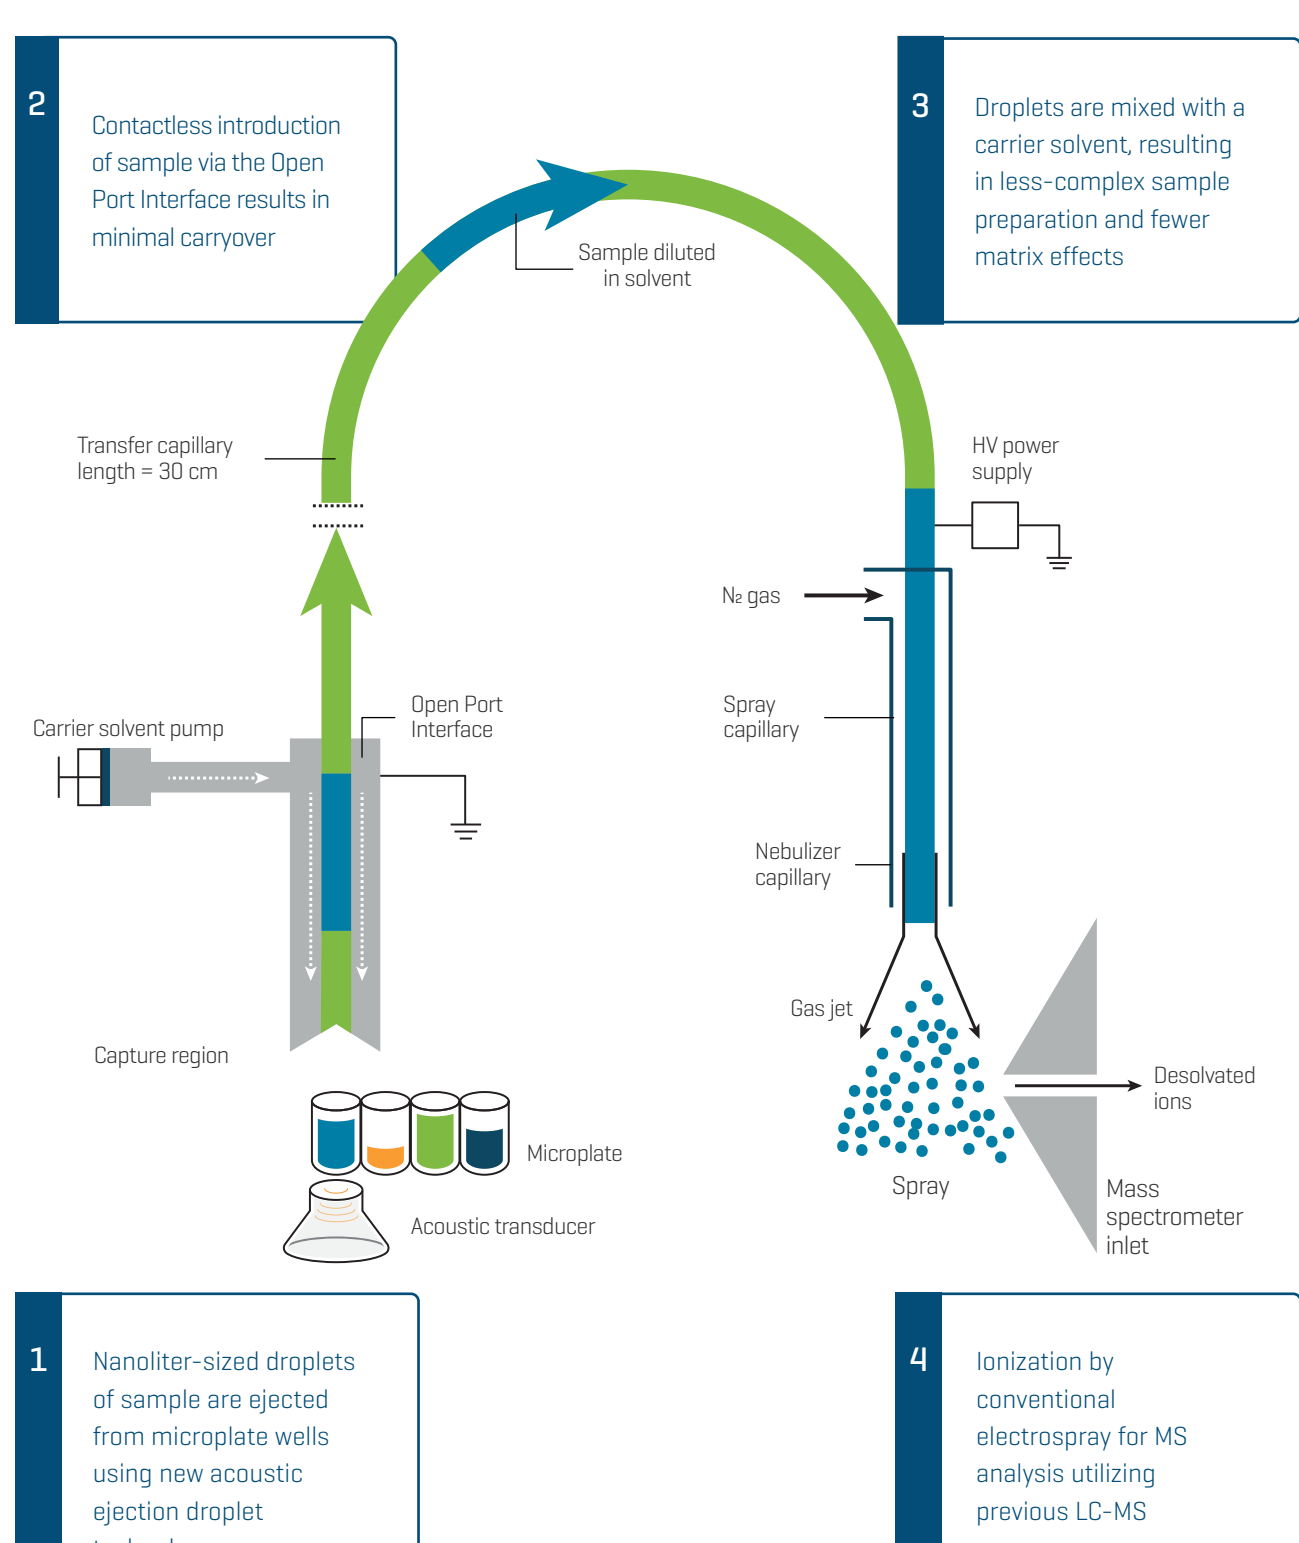 2
Contactless introduction
of sample via the Open
Port Interface results in
minimal carryover
3
Droplets are mixed with a
carrier solvent, resulting
in less-complex sample
preparation and fewer
matrix effects
Sample diluted
in solvent
Transfer capillary
length = 30 cm
HV power
supply
N₂ gas
Open Port
Interface
Spray
capillary
Carrier solvent pump
Nebulizer
capillary
Gas jet
Capture region
Desolvated
ions
Microplate
Spray
Mass
spectrometer
inlet
Acoustic transducer
1
Nanoliter-sized droplets
of sample are ejected
from microplate wells
using new acoustic
ejection droplet
4
Ionization by
conventional
electrospray for MS
analysis utilizing
previous LC-MS